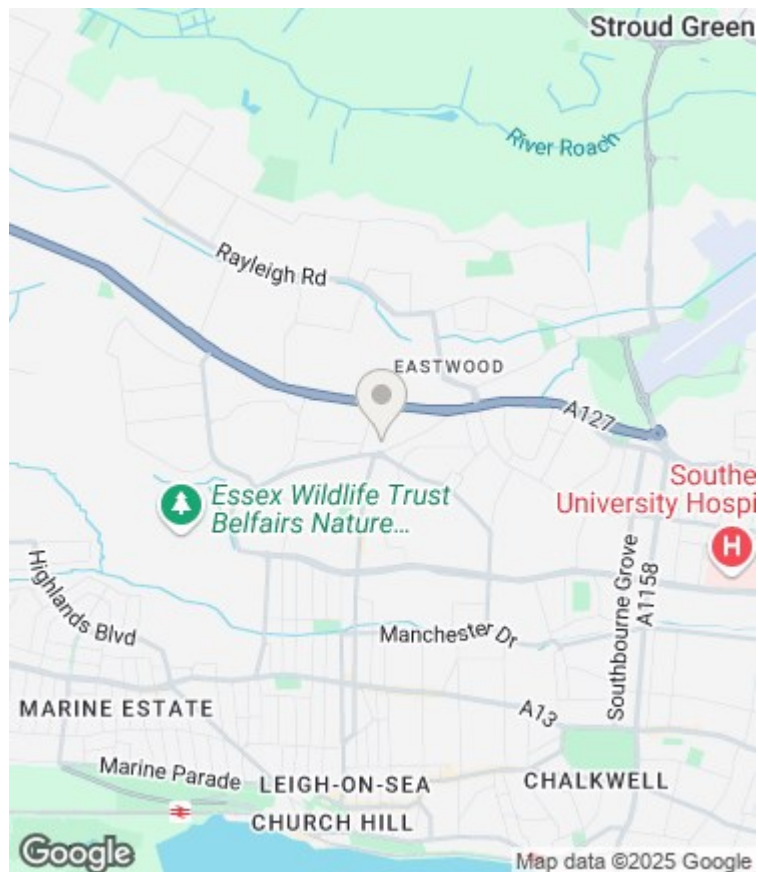 Stroud Green
River Roach
Rayleigh Rd
EASTWOOD
A127
Essex Wildlife Trust
Belfairs Nature...
Southe
University Hospi
H
Highlands Blvd
Southbourne Grove
A1158
Manchester Dr
MARINE ESTATE
A13
Marine Parade
LEIGH-ON-SEA
CHALKWELL
CHURCH HILL
Google
Map data ©2025 Google